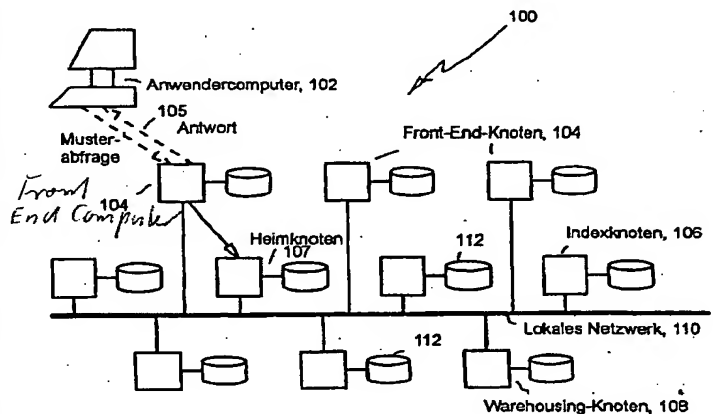 100
Anwendercomputer, 102
105
Antwort
Muster-
abfrage
Front-End-Knoten, 104
104
Front
End Computer
Heimknoten
107
112
Indexknoten, 106
Lokales Netzwerk, 110
112
Warehousing-Knoten, 108